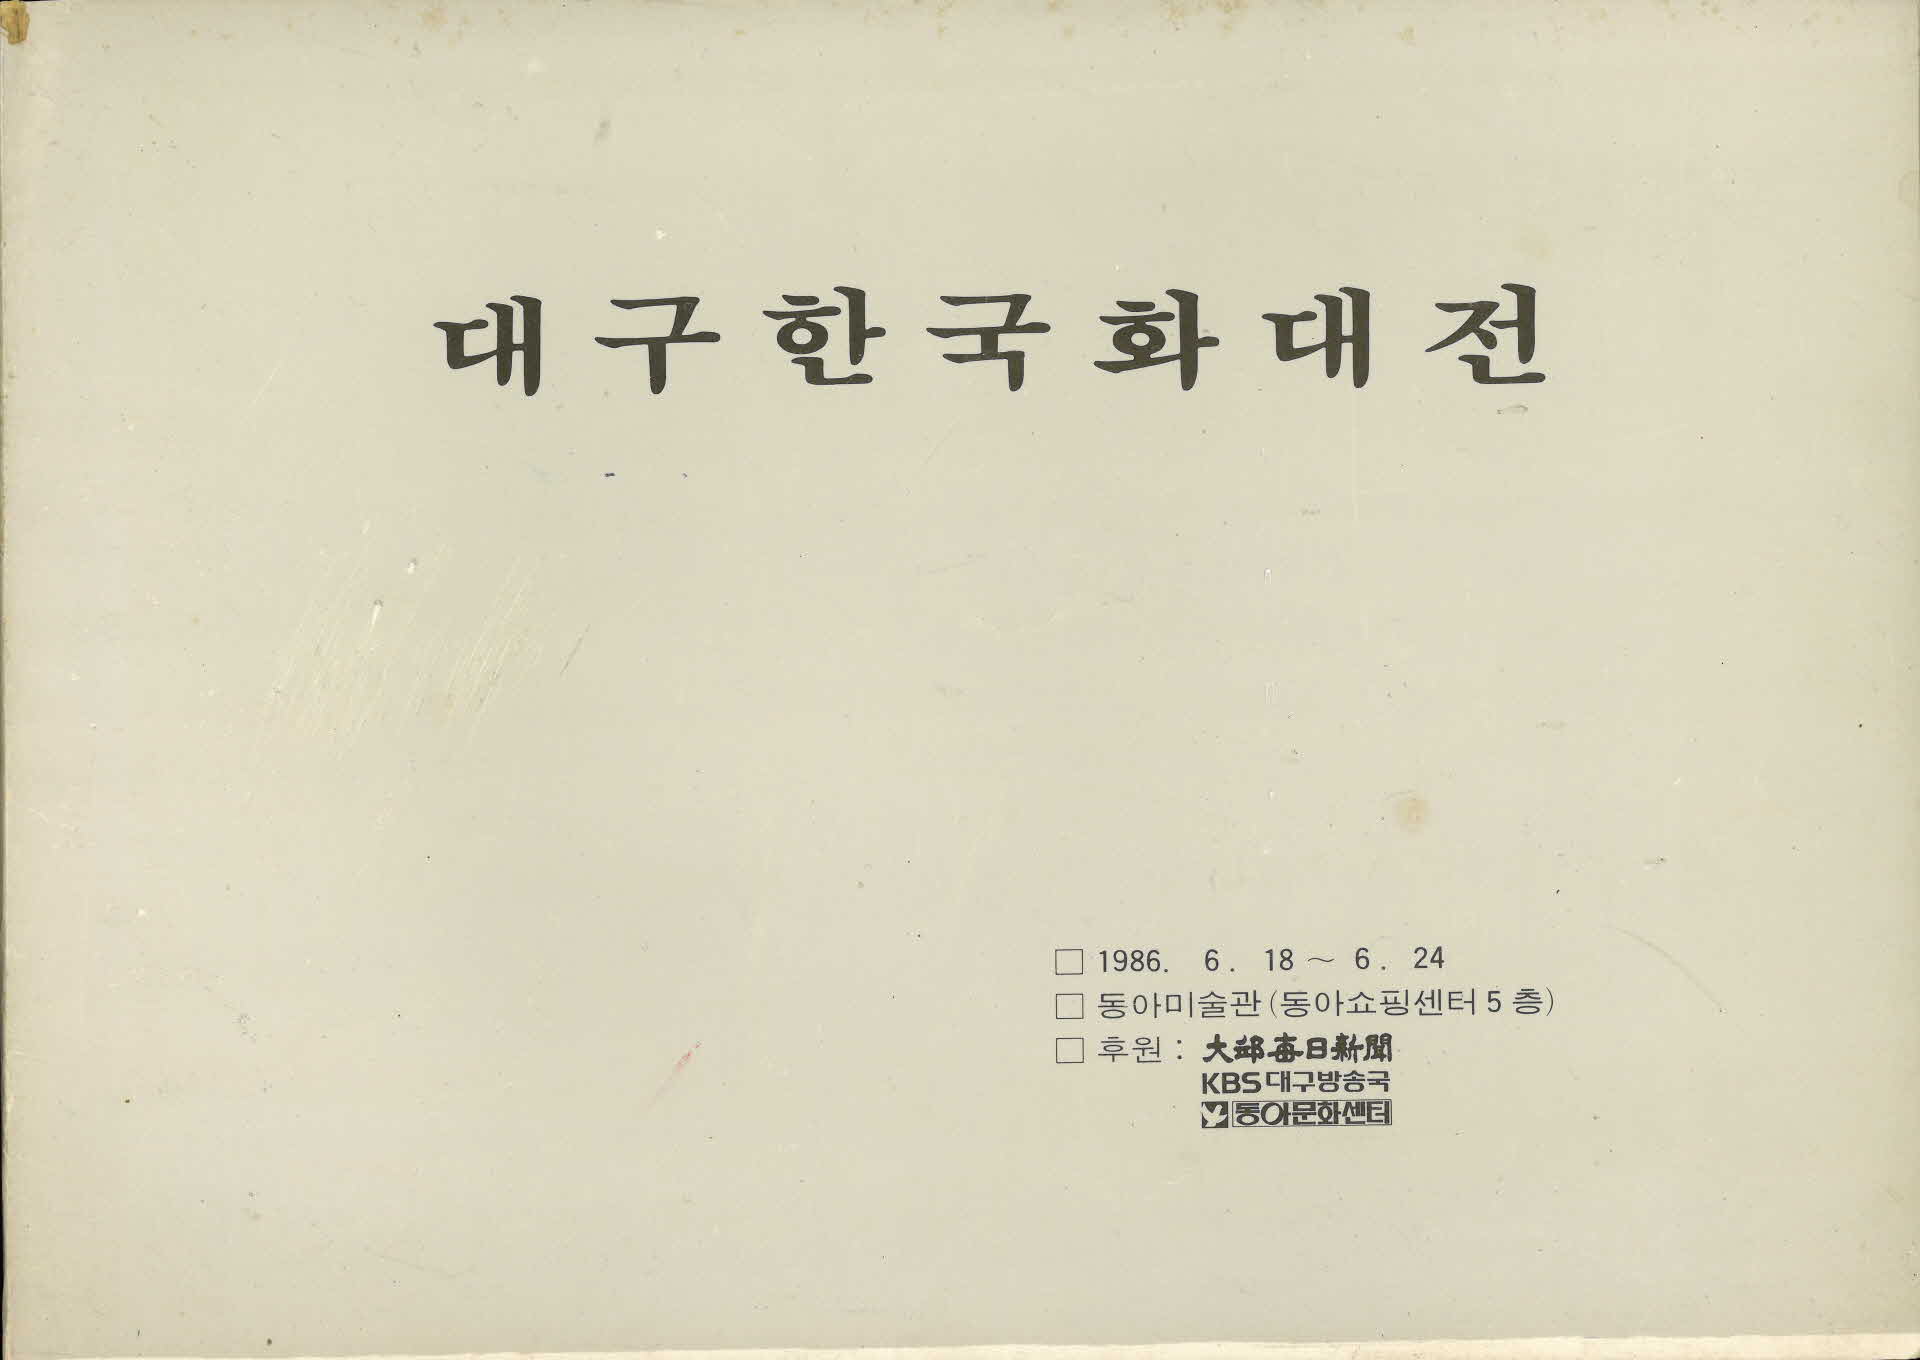 대구한국화대전
□ 1986. 6. 18 ~ 6. 24
□ 동아미술관 (동아쇼핑센터 5 층)
□ 후원 : 大邱每日新聞
KBS 대구방송국
동아문화센터